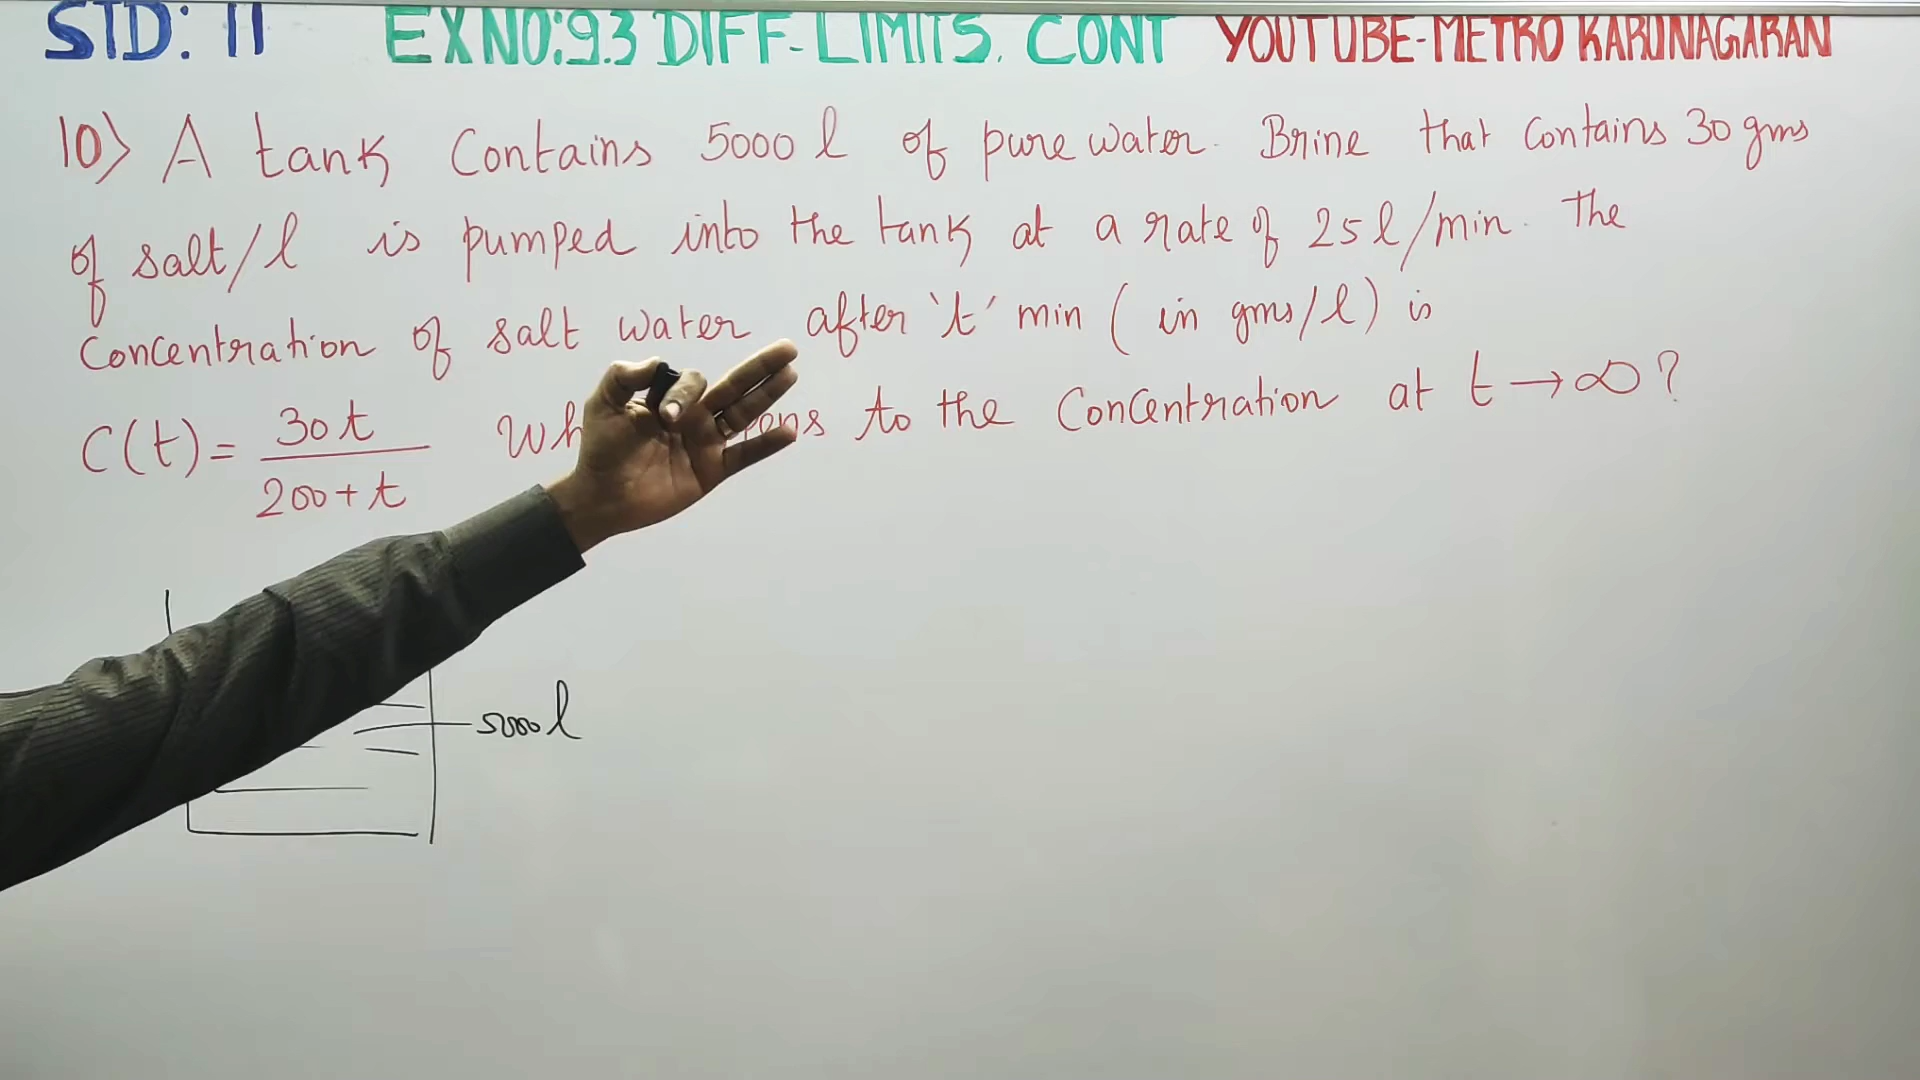 STD: 11 EXNO:9.3 DIFF-LIMITS. CONT YOUTUBE-METRO KARUNAGARAN
10) A tank Contains 5000 l of pure water. Brine that contains 30 gms
of salt/l is pumped into the tank at a rate of 25 l/min. The
Concentration of salt water after 't' min ( in gms/l ) is
C(t) = 30t / 200+t to the Concentration at t → ∞ ?
5000 l